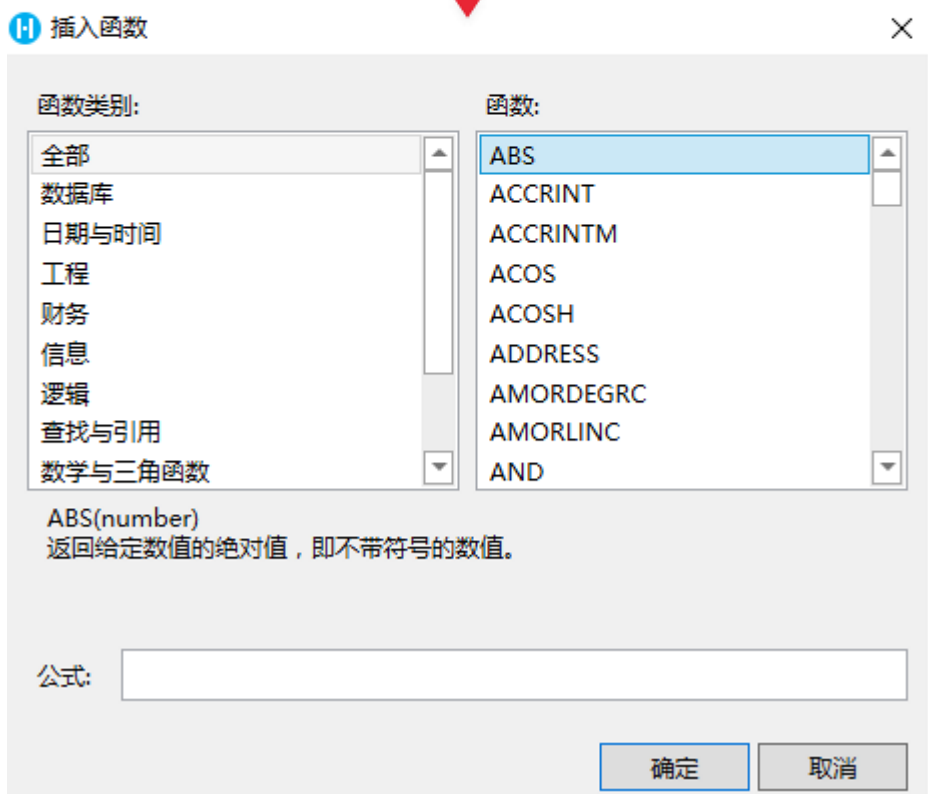 插入函数
函数类别:
全部
数据库
日期与时间
工程
财务
信息
逻辑
查找与引用
数学与三角函数
函数:
ABS
ACCRINT
ACCRINTM
ACOS
ACOSH
ADDRESS
AMORDEGRC
AMORLINC
AND
ABS(number)
返回给定数值的绝对值，即不带符号的数值。
公式:
确定
取消